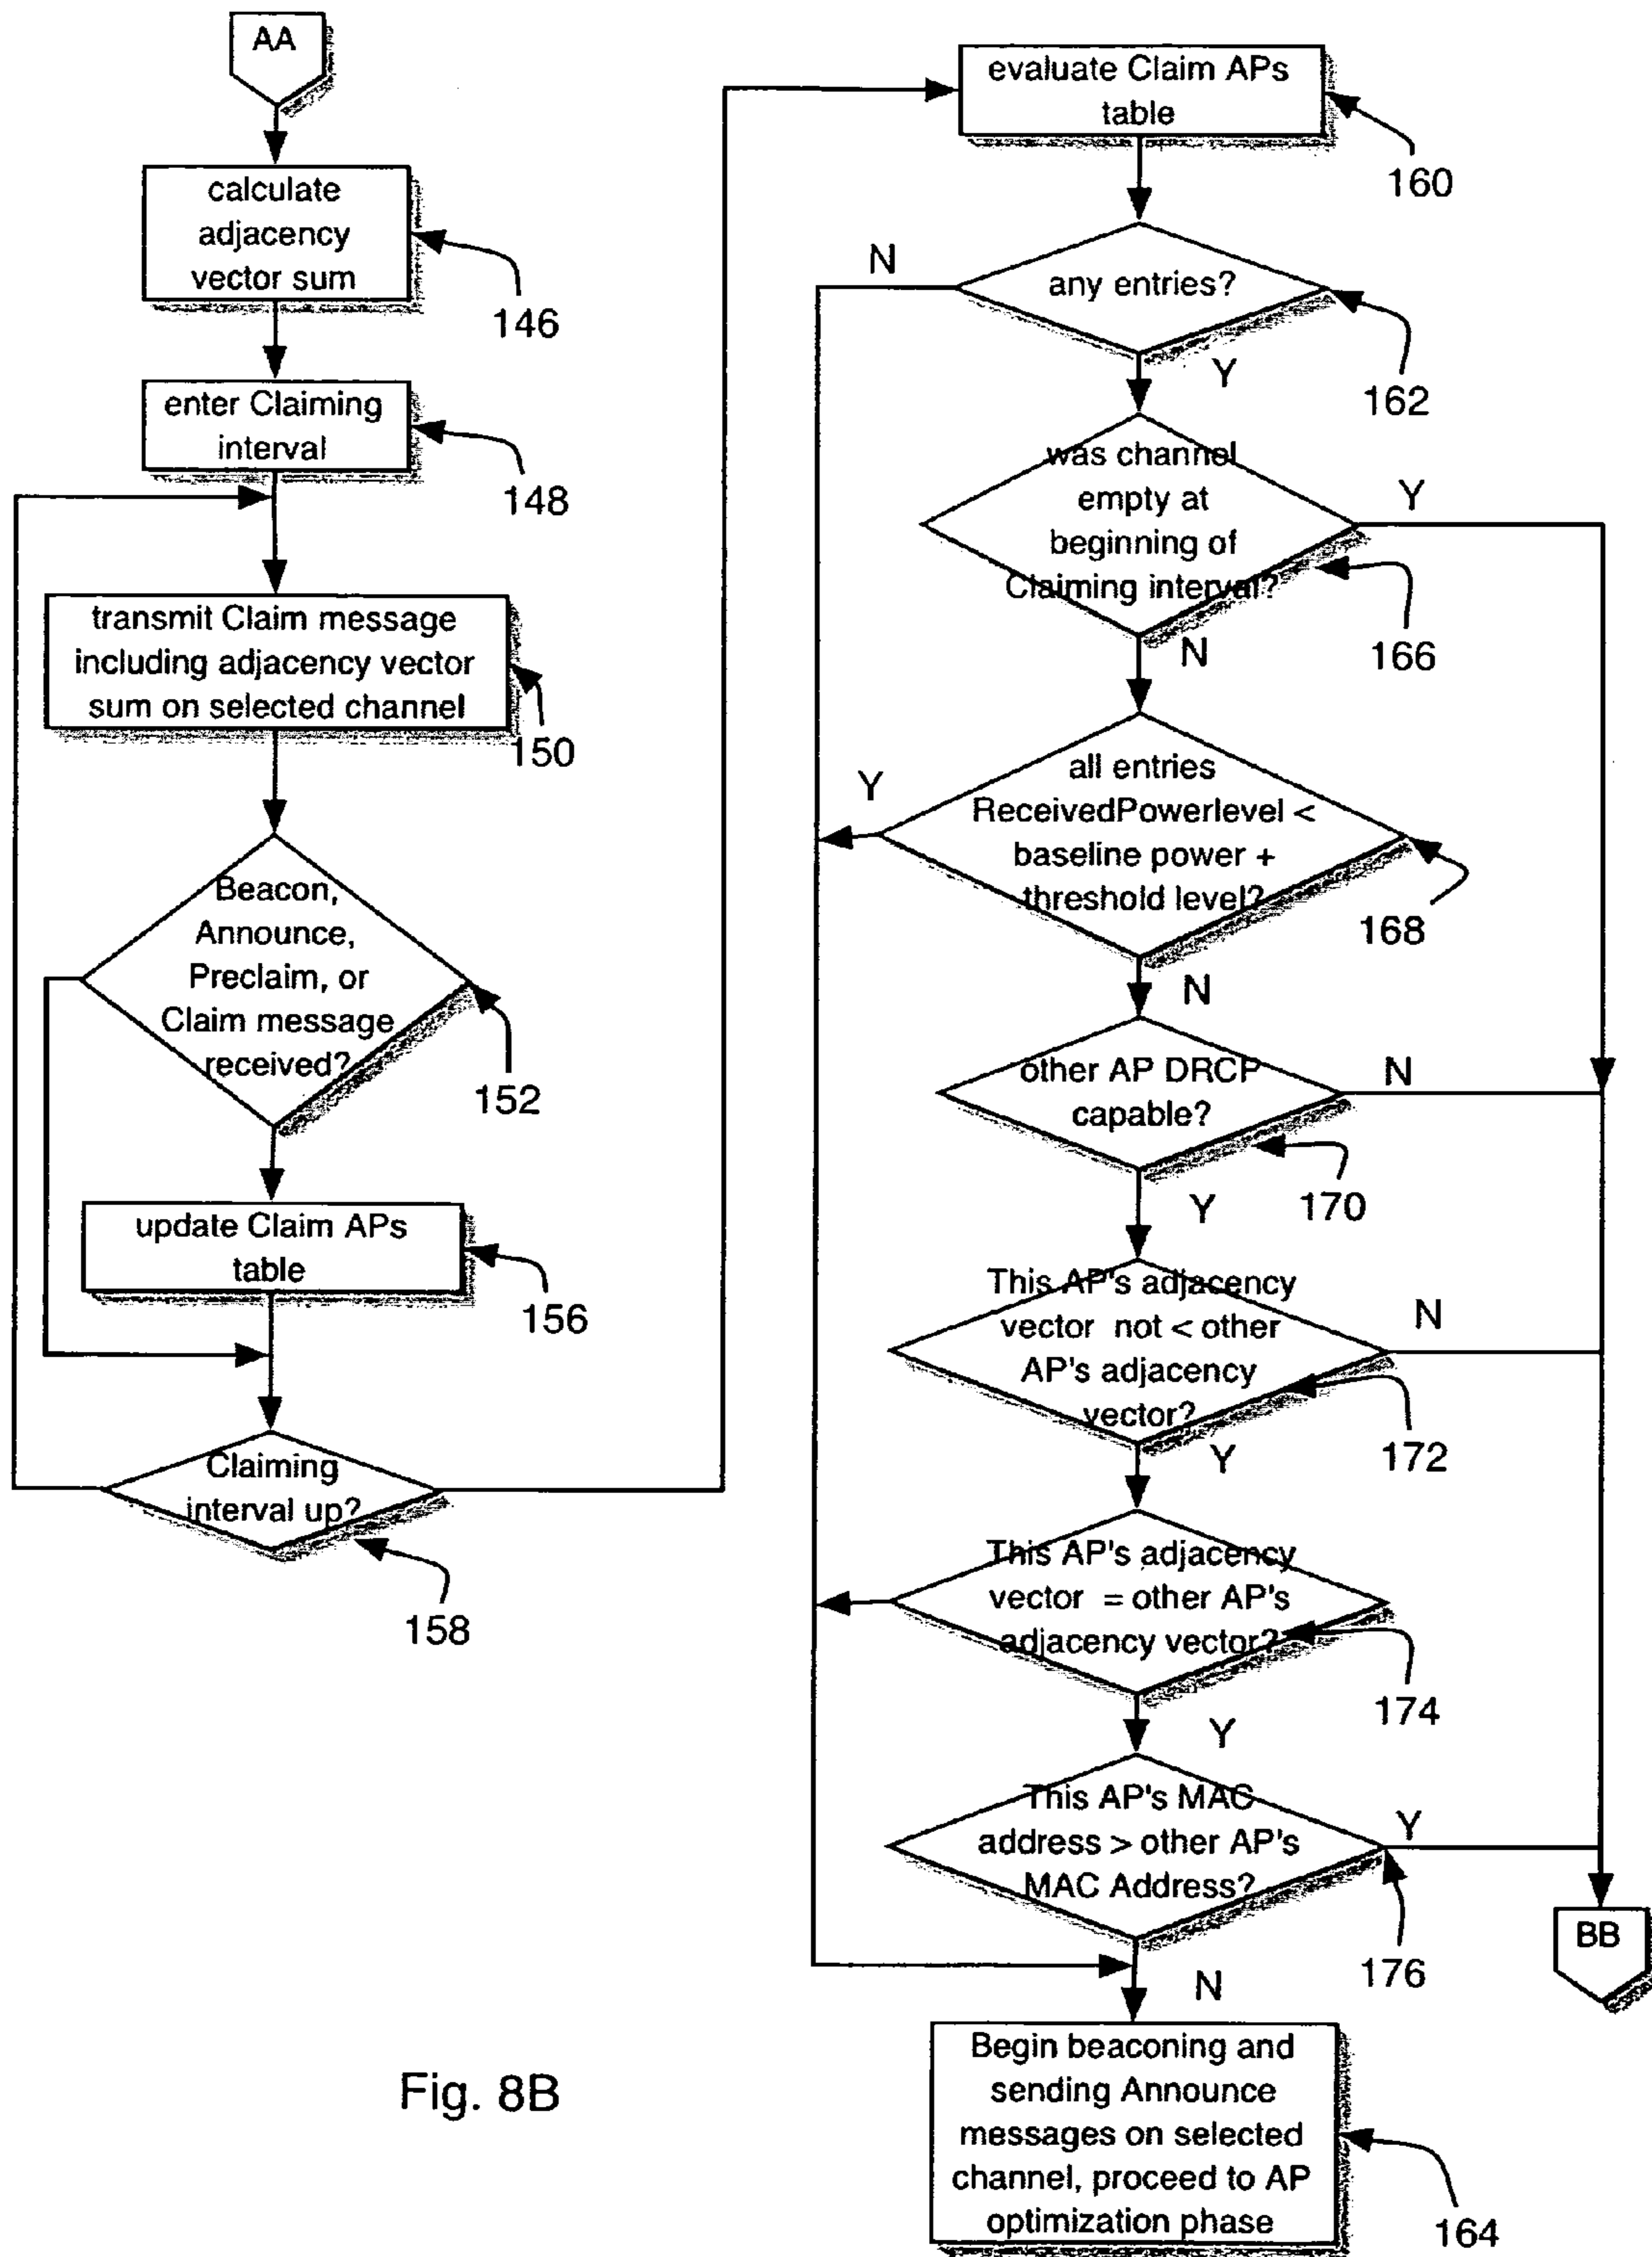 AA
calculate
adjacency
vector sum
146
enter Claiming
interval
148
transmit Claim message
including adjacency vector
sum on selected channel
150
Beacon,
Announce,
Preclaim, or
Claim message
received?
152
update Claim APs
table
156
Claiming
interval up?
158
evaluate Claim APs
table
160
N
any entries?
162
Y
was channel
empty at
beginning of
Claiming interval?
Y
166
N
Y
all entries
ReceivedPowerlevel <
baseline power +
threshold level?
168
N
other AP DRCP
capable?
N
170
Y
This AP's adjacency
vector not < other
AP's adjacency
vector?
N
172
Y
This AP's adjacency
vector = other AP's
adjacency vector?
174
Y
This AP's MAC
address > other AP's
MAC Address?
Y
176
BB
N
Begin beaconing and
sending Announce
messages on selected
channel, proceed to AP
optimization phase
164
Fig. 8B